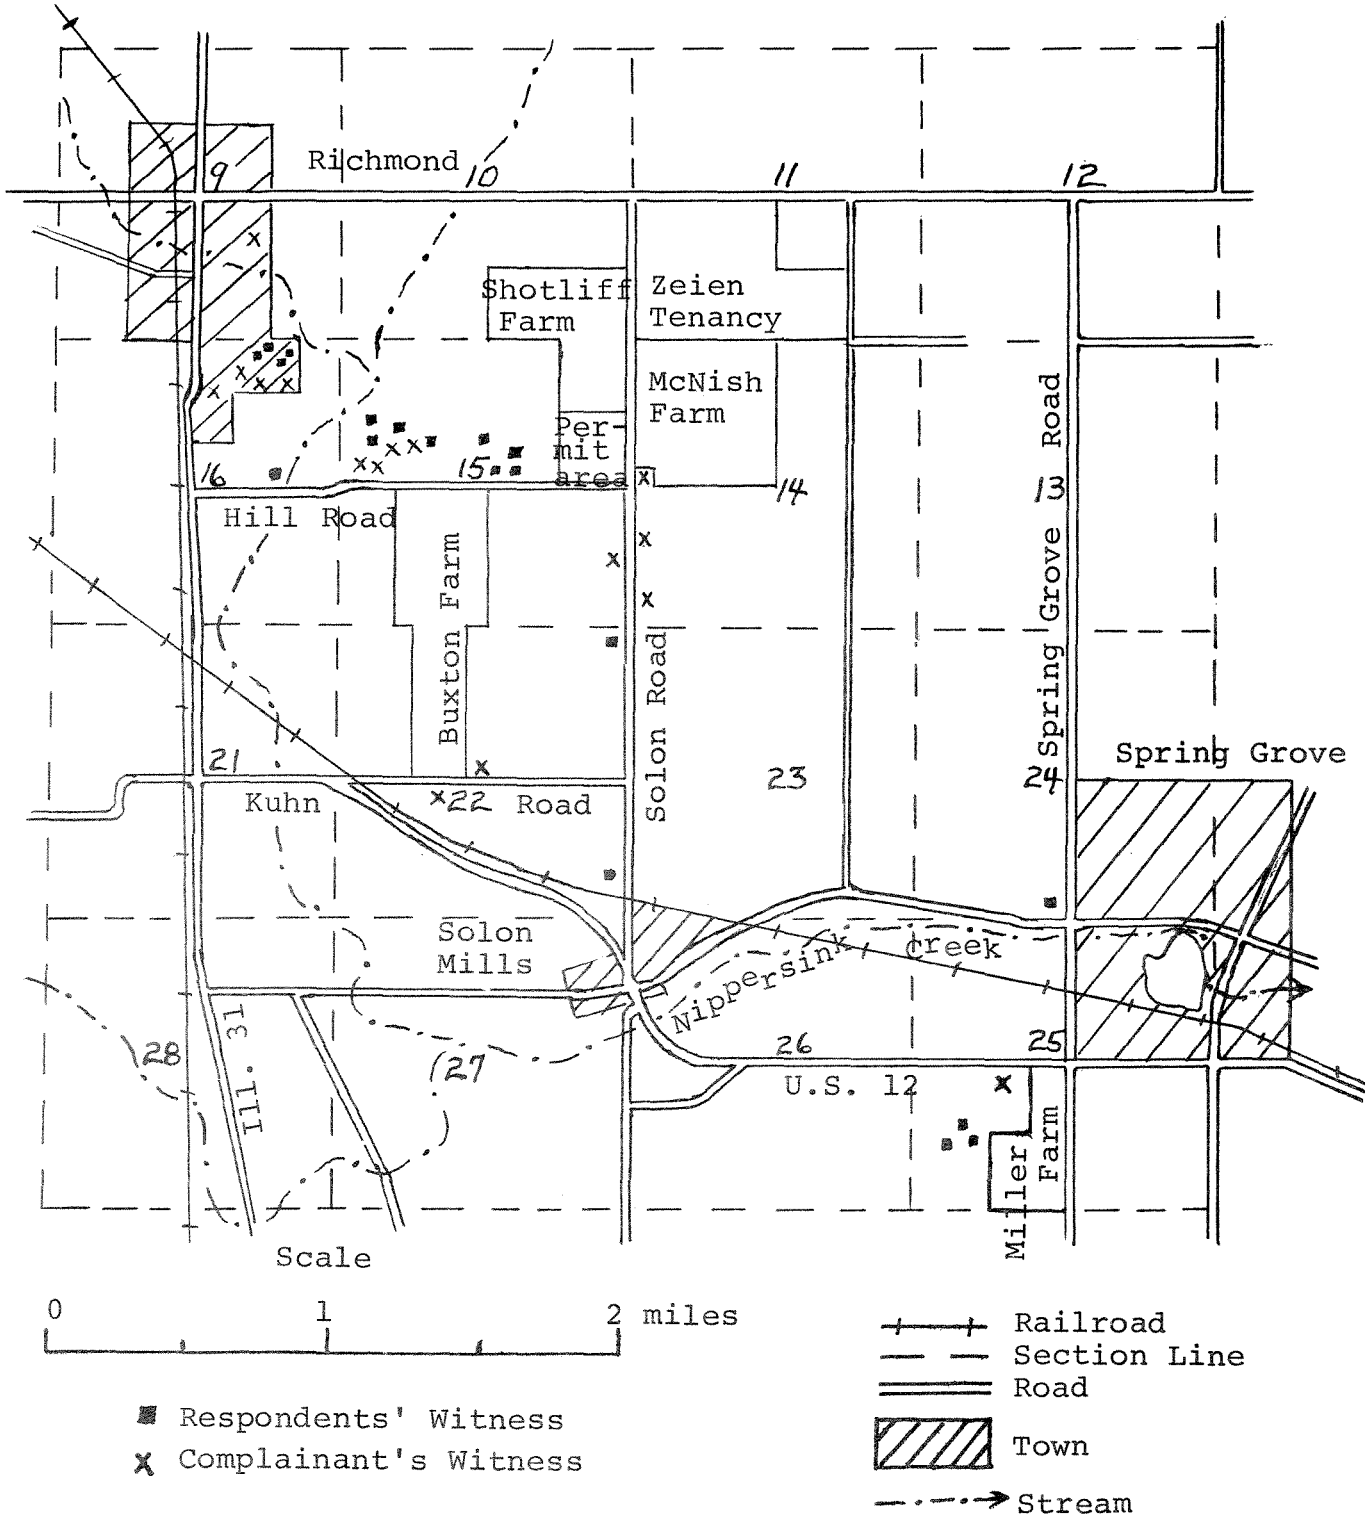 Richmond
9
10
11
12
Shotliff
Farm
Zeien
Tenancy
McNish
Farm
Per-
mit
area
16
15
14
13
Hill Road
Buxton Farm
Solon Road
Spring Grove Road
Spring Grove
21
22
23
24
Kuhn Road
Solon
Mills
Nippersink Creek
28
27
26
25
Ill. 31
U.S. 12
Miller
Farm
Scale
0 1 2 miles
Railroad
Section Line
Road
Town
Stream
Respondents' Witness
x Complainant's Witness